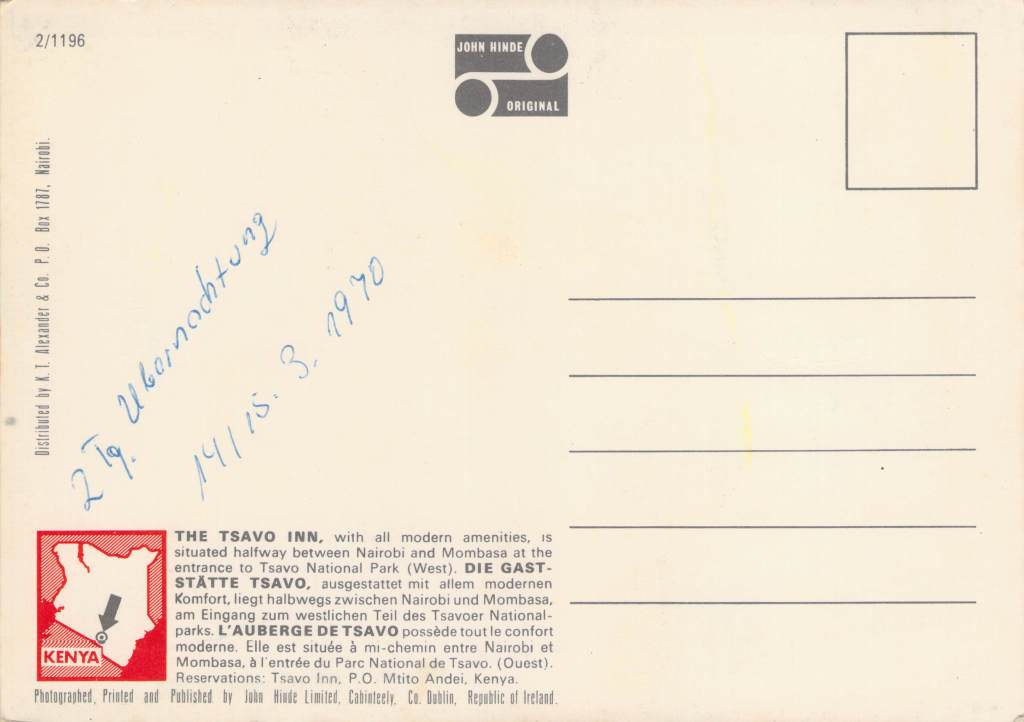 2/1196
JOHN HINDE
ORIGINAL
Distributed by K. T. Alexander & Co. P. O. Box 1787, Nairobi.
2 Tg. Übernachtung
14/15. 3. 1970
THE TSAVO INN, with all modern amenities, is
situated halfway between Nairobi and Mombasa at the
entrance to Tsavo National Park (West). DIE GAST-
STÄTTE TSAVO, ausgestattet mit allem modernen
Komfort, liegt halbwegs zwischen Nairobi und Mombasa,
am Eingang zum westlichen Teil des Tsavoer National-
parks. L'AUBERGE DE TSAVO possède tout le confort
moderne. Elle est située à mi-chemin entre Nairobi et
Mombasa, à l'entrée du Parc National de Tsavo. (Ouest).
Reservations: Tsavo Inn, P.O. Mtito Andei, Kenya.
KENYA
Photographed, Printed and Published by John Hinde Limited, Cabinteely, Co. Dublin, Republic of Ireland.